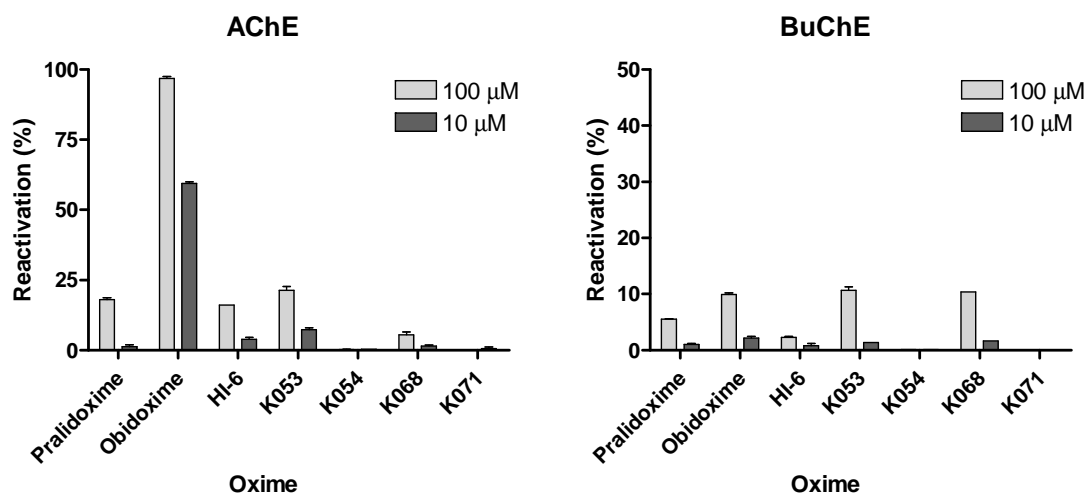 AChE
100 μM
10 μM
Reactivation (%)
100
75
50
25
0
Pralidoxime
Obidoxime
HI-6
K053
K054
K068
K071
Oxime
BuChE
100 μM
10 μM
Reactivation (%)
50
40
30
20
10
0
Pralidoxime
Obidoxime
HI-6
K053
K054
K068
K071
Oxime